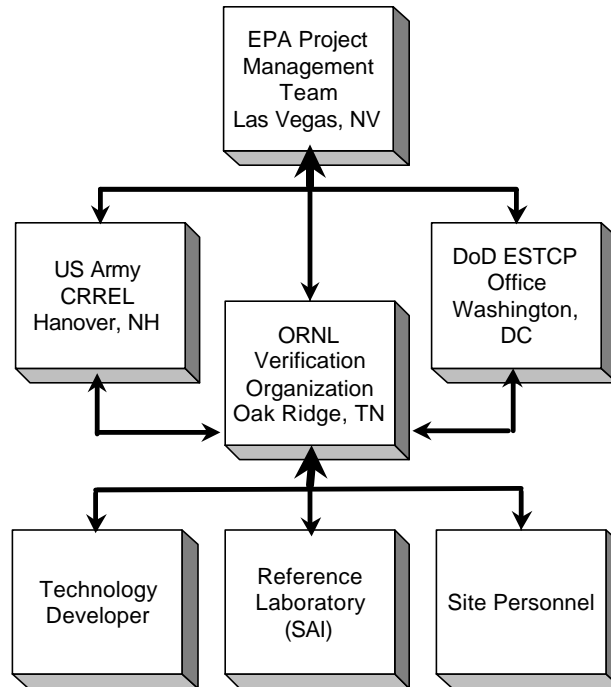 EPA Project
Management
Team
Las Vegas, NV
US Army
CRREL
Hanover, NH
DoD ESTCP
Office
Washington,
DC
ORNL
Verification
Organization
Oak Ridge, TN
Technology
Developer
Reference
Laboratory
(SAI)
Site Personnel